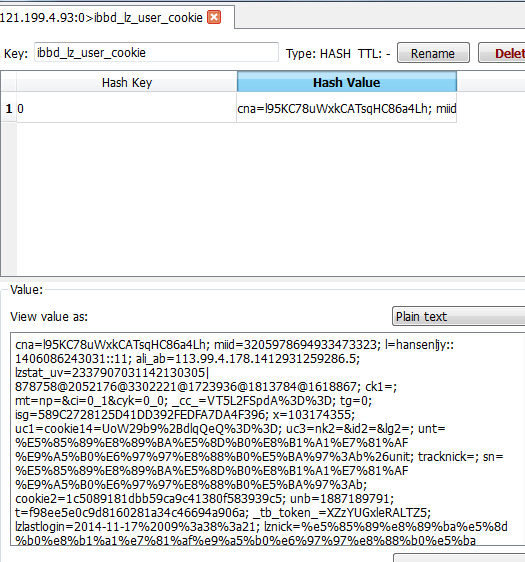 121.199.4.93:0>ibbd_lz_user_cookie
Key: ibbd_lz_user_cookie Type: HASH TTL: - Rename Delet
Hash Key Hash Value
1 0 cna=l95KC78uWxkCATsqHC86a4Lh; miid
Value:
View value as: Plain text
cna=l95KC78uWxkCATsqHC86a4Lh; miid=3205978694933473323; l=hansenljy::
1406086243031::11; ali_ab=113.99.4.178.1412931259286.5;
lzstat_uv=2337907031142130305|
878758@2052176@3302221@1723936@1813784@1618867; ck1=;
mt=np=&ci=0_1&cyk=0_0; _cc_=VT5L2FSpdA%3D%3D; tg=0;
isg=589C2728125D41DD392FEDFA7DA4F396; x=103174355;
uc1=cookie14=UoW29b9%2BdlqQeQ%3D%3D; uc3=nk2=&id2=&lg2=; unt=
%E5%85%89%E8%89%BA%E5%8D%B0%E8%B1%A1%E7%81%AF
%E9%A5%B0%E6%97%97%E8%88%B0%E5%BA%97%3Ab%26unit; tracknick=; sn=
%E5%85%89%E8%89%BA%E5%8D%B0%E8%B1%A1%E7%81%AF
%E9%A5%B0%E6%97%97%E8%88%B0%E5%BA%97%3Ab;
cookie2=1c5089181dbb59ca9c41380f583939c5; unb=1887189791;
t=f98ee5e0c9d8160281a34c46694a906a; _tb_token_=XZzYUGxleRALTZ5;
lzlastlogin=2014-11-17%2009%3a38%3a21; lznick=%e5%85%89%e8%89%ba%e5%8d
%b0%e8%b1%a1%e7%81%af%e9%a5%b0%e6%97%97%e8%88%b0%e5%ba